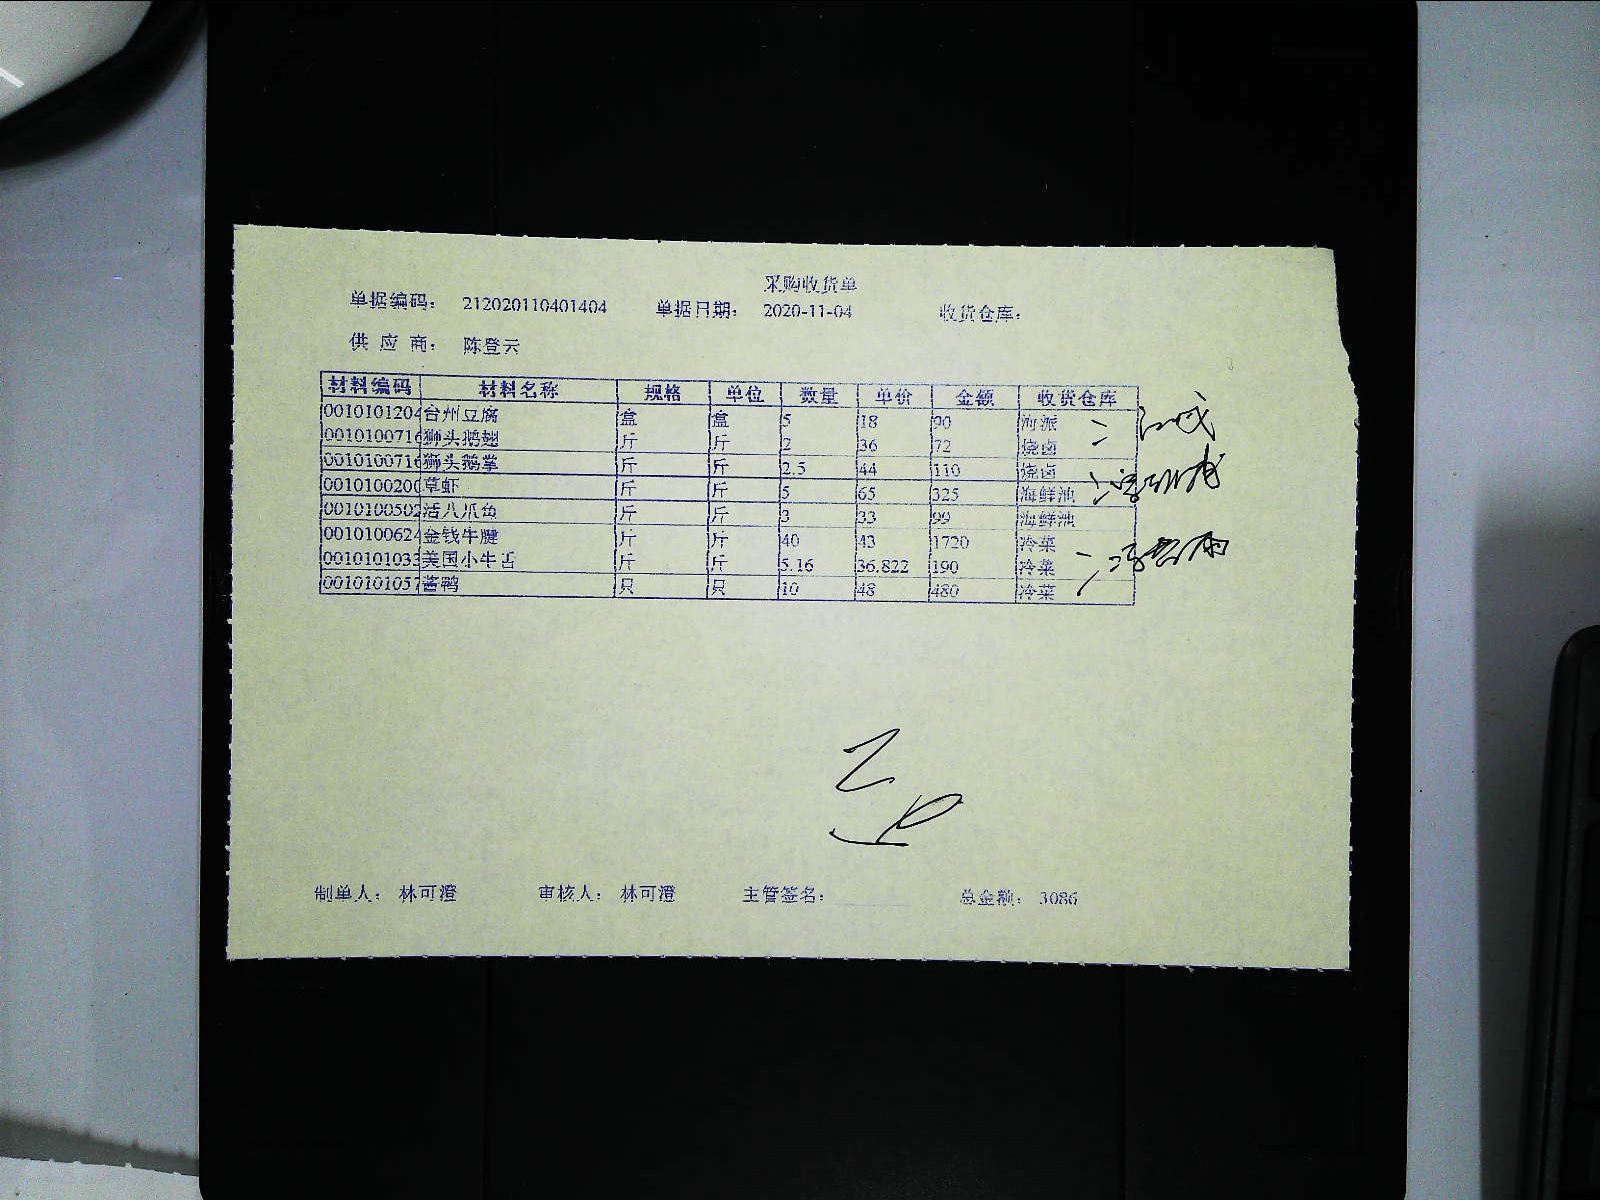 采购收货单
单据编码： 212020110401404 单据日期： 2020-11-04 收货仓库：
供应商： 陈登云
材料编码 材料名称 规格 单位 数量 单价 金额 收货仓库
0010101204 台州豆腐 盒 盒 5 18 90 海派
001010071 狮头鹅翅 斤 斤 2 36 72 烧卤
001010071 狮头鹅掌 斤 斤 2.5 44 110 烧卤
001010020 草虾 斤 斤 5 65 325 海鲜池
001010050 活八爪鱼 斤 斤 3 33 99 海鲜池
001010062 金钱牛腱 斤 斤 40 43 1720 冷菜
001010103 美国小牛舌 斤 斤 5.16 36.822 190 冷菜
001010105 酱鸭 只 只 10 48 480 冷菜
制单人： 林可澄 审核人： 林可澄 主管签名： 总金额： 3086